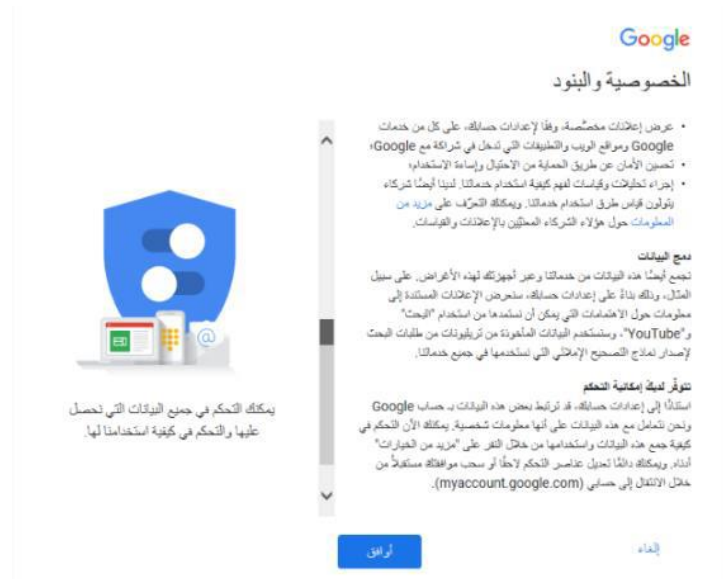 Google
الخصوصية والبنود
• عرض إعلانات مخصَّصة، وفقًا لإعدادات حسابك، على كل من خدمات
Google ومواقع الويب والتطبيقات التي تدخل في شراكة مع Google؛
• تحسين الأمان عن طريق الحماية من الاحتيال وإساءة الاستخدام؛
• إجراء تحليلات وقياسات لفهم كيفية استخدام خدماتنا. لدينا أيضًا شركاء
يتولون قياس طرق استخدام خدماتنا. ويمكنك التعرّف على مزيد من
المعلومات حول هؤلاء الشركاء المعنيّين بالإعلانات والقياسات.
دمج البيانات
نجمع أيضًا هذه البيانات من خدماتنا وعبر أجهزتك لهذه الأغراض. على سبيل
المثال، وذلك بناءً على إعدادات حسابك، سنعرض الإعلانات المستندة إلى
معلومات حول الاهتمامات التي يمكن أن نستمدها من استخدام "البحث"
و"YouTube"، وسنستخدم البيانات المأخوذة من تريليونات من طلبات البحث
لإصدار نماذج التصحيح الإملائي التي نستخدمها في جميع خدماتنا.
تتوفّر لديك إمكانية التحكم
استنادًا إلى إعدادات حسابك، قد ترتبط بعض هذه البيانات بـ حساب Google
ونحن نتعامل مع هذه البيانات على أنها معلومات شخصية. يمكنك الآن التحكم في
كيفية جمع هذه البيانات واستخدامها من خلال النقر على "مزيد من الخيارات"
أدناه. ويمكنك دائمًا تعديل عناصر التحكم لاحقًا أو سحب موافقتك مستقبلاً من
خلال الانتقال إلى حسابي (myaccount.google.com).
إلغاء
أوافق
@
يمكنك التحكم في جميع البيانات التي نحصل
عليها والتحكم في كيفية استخدامنا لها.